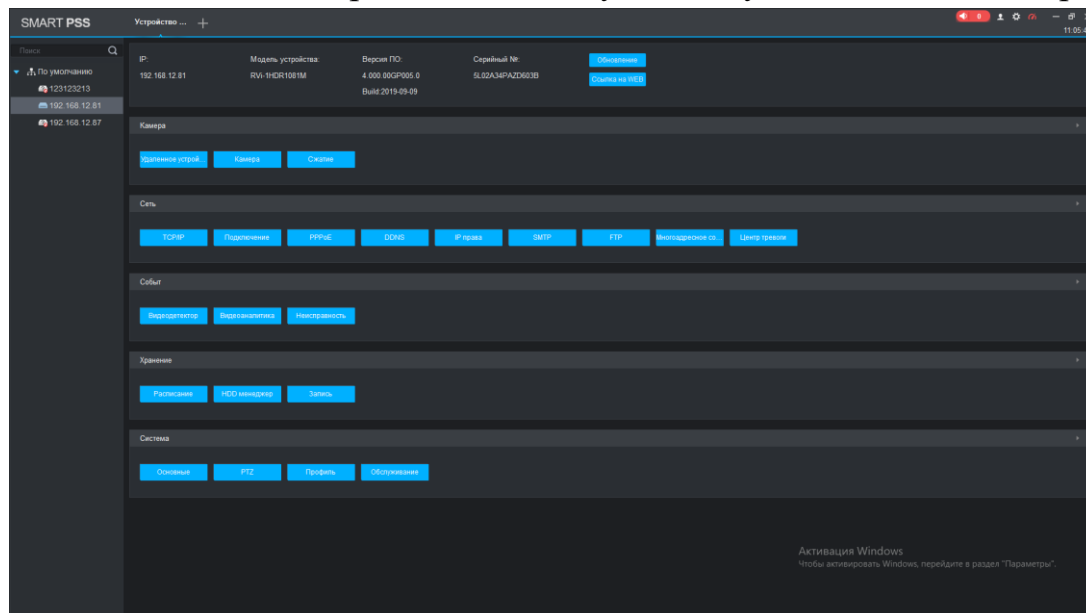 SMART PSS
Устройство ... +
6
11:05:4
Поиск
По умолчанию
123123213
192.168.12.81
192.168.12.87
IP: Модель устройства: Версия ПО: Серийный №: Обновление
192.168.12.81 RVi-1HDR1081M 4.000.00GP005.0 5L02A34PAZD603B Ссылка на WEB
Build:2019-09-09
Камера
Удаленное устрой... Камера Сжатие
Сеть
TCP/IP Подключение PPPoE DDNS IP права SMTP FTP Многоадресное со... Центр тревоги
Событ
Видеодетектор Видеоаналитика Неисправность
Хранение
Расписание HDD менеджер Запись
Система
Основные PTZ Профиль Обслуживание
Активация Windows
Чтобы активировать Windows, перейдите в раздел "Параметры".